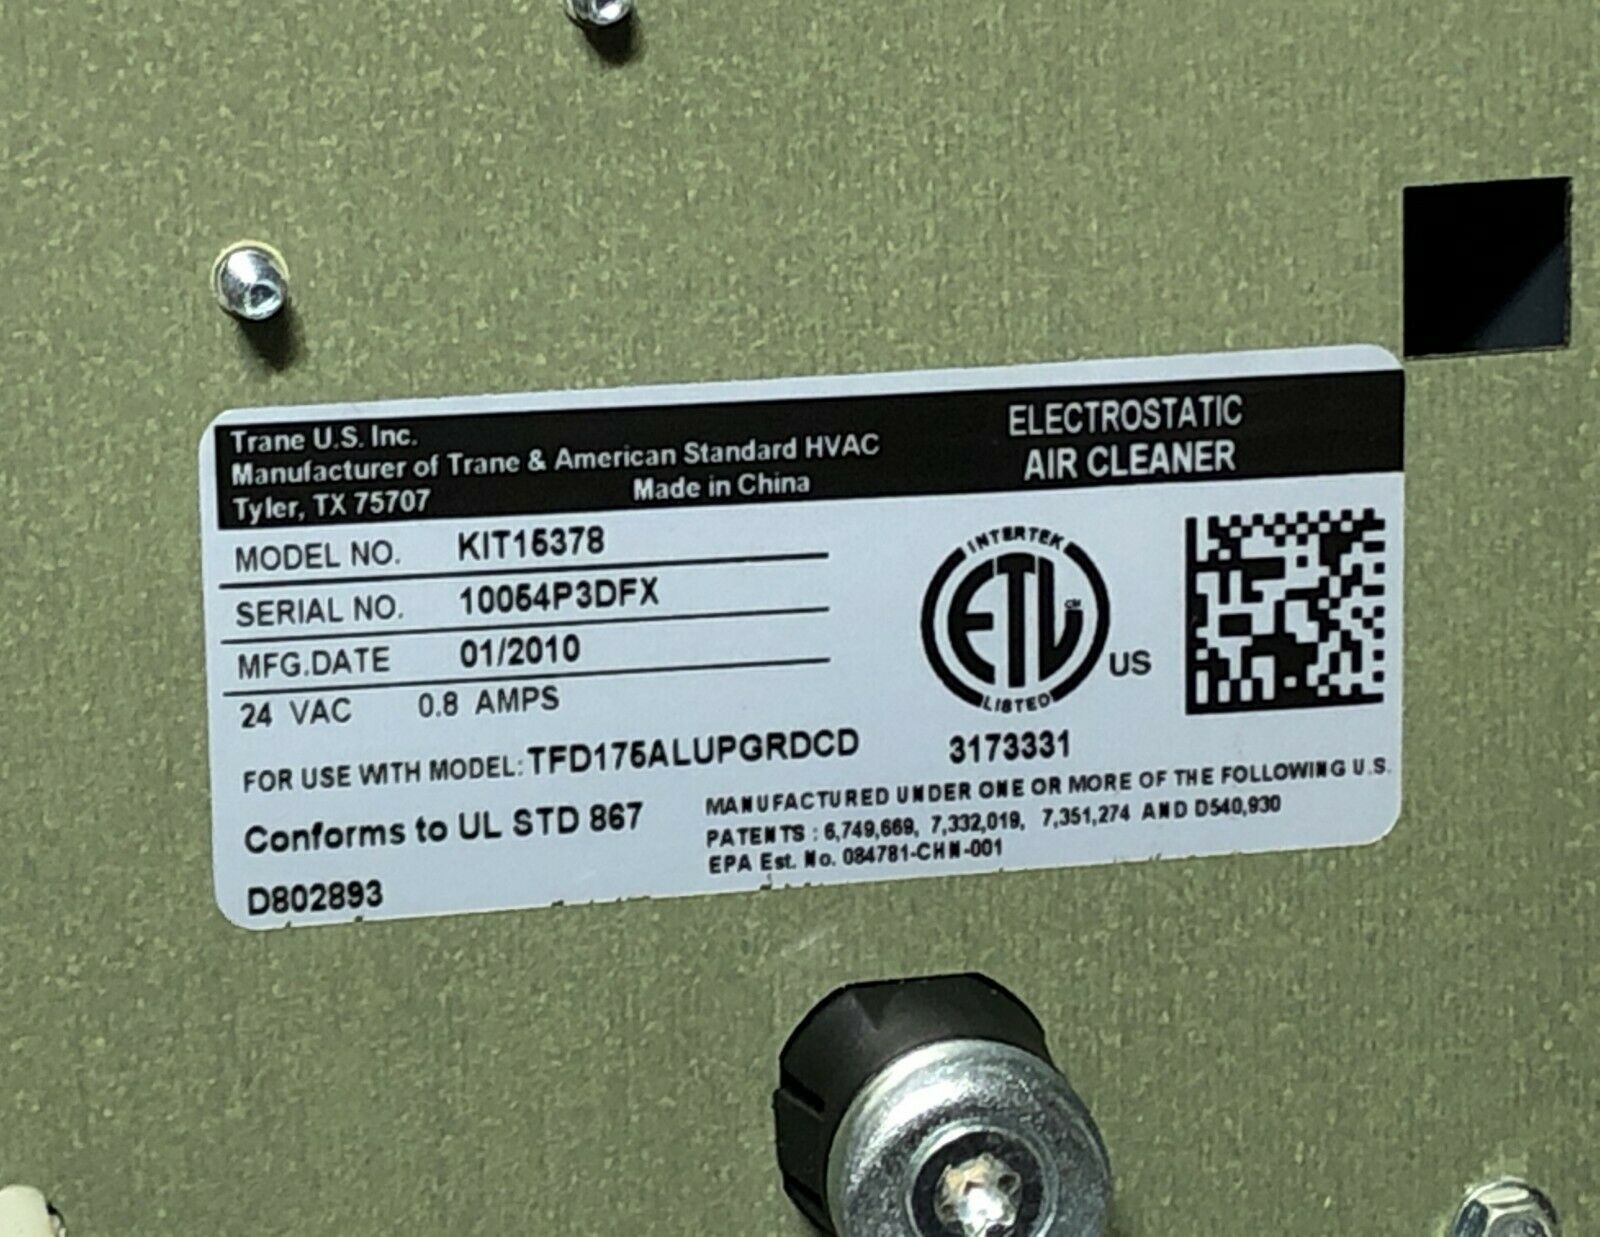 Trane U.S. Inc.
Manufacturer of Trane & American Standard HVAC
Tyler, TX 75707
Made in China
ELECTROSTATIC
AIR CLEANER
MODEL NO. KIT15378
SERIAL NO. 10054P3DFX
MFG.DATE 01/2010
24 VAC 0.8 AMPS
FOR USE WITH MODEL: TFD175ALUPGRDCD
Conforms to UL STD 867
D802893
INTERTEK
ETL CM
LISTED
US
3173331
MANUFACTURED UNDER ONE OR MORE OF THE FOLLOWING U.S.
PATENTS : 6,749,669, 7,332,019, 7,351,274 AND D540,930
EPA Est. No. 084781-CHN-001